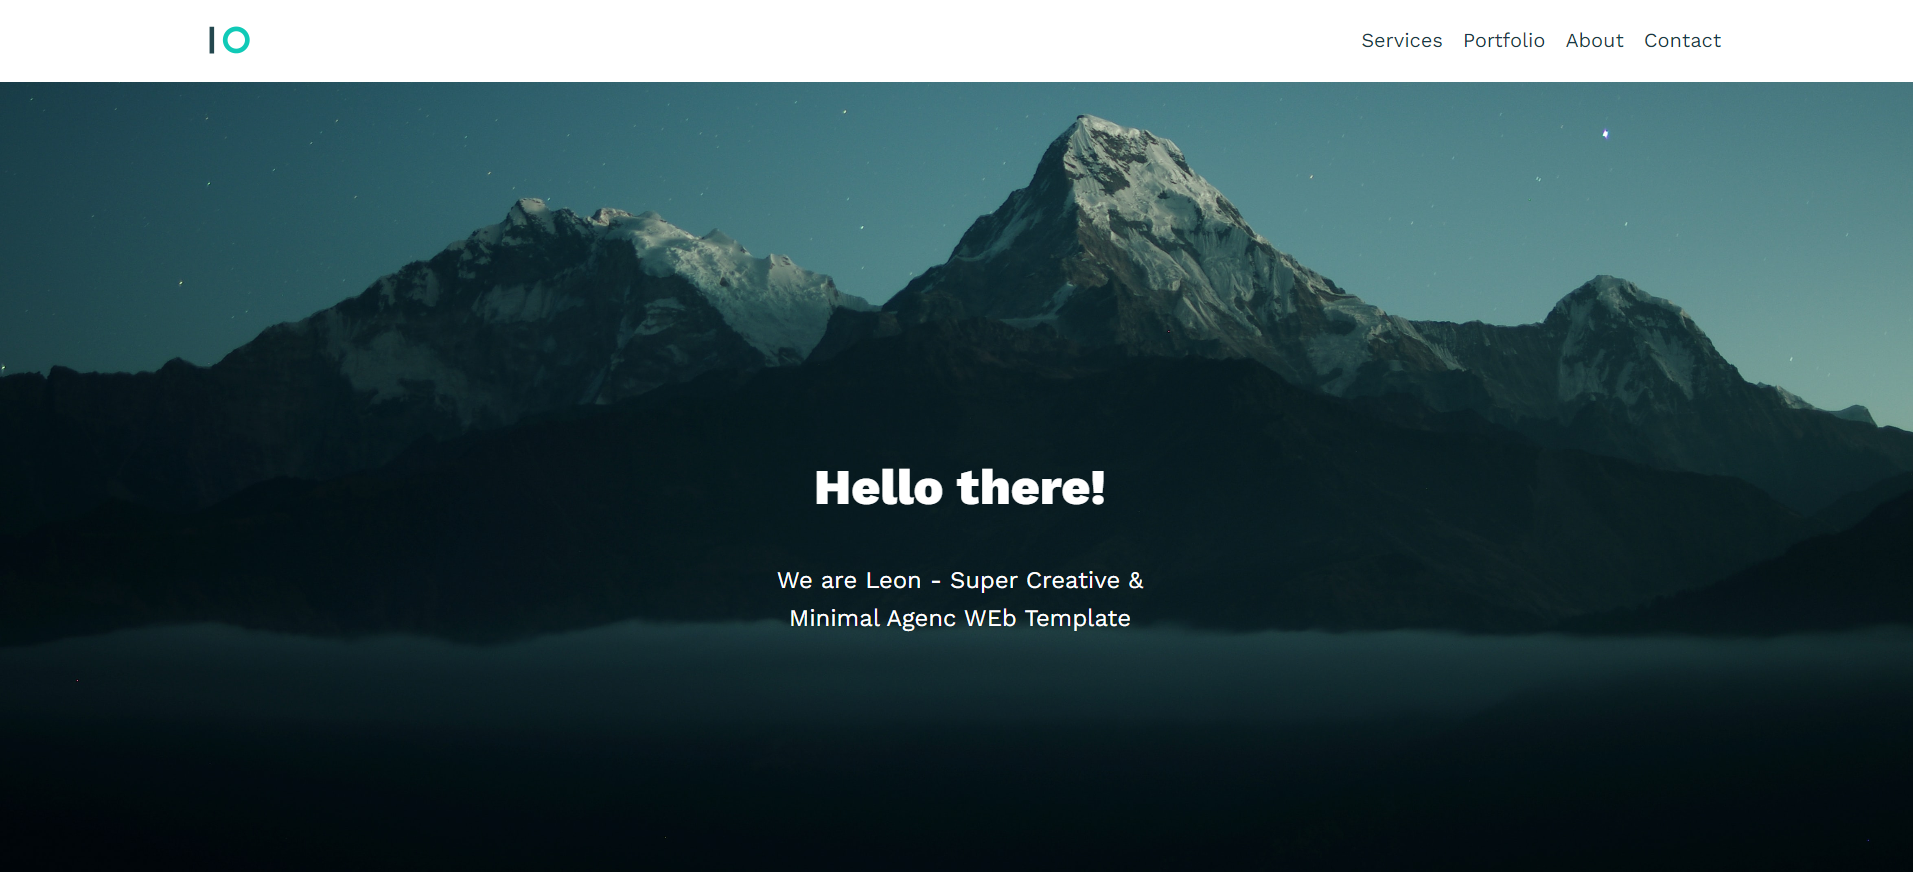 IO
Services Portfolio About Contact
Hello there!
We are Leon - Super Creative &
Minimal Agenc WEb Template